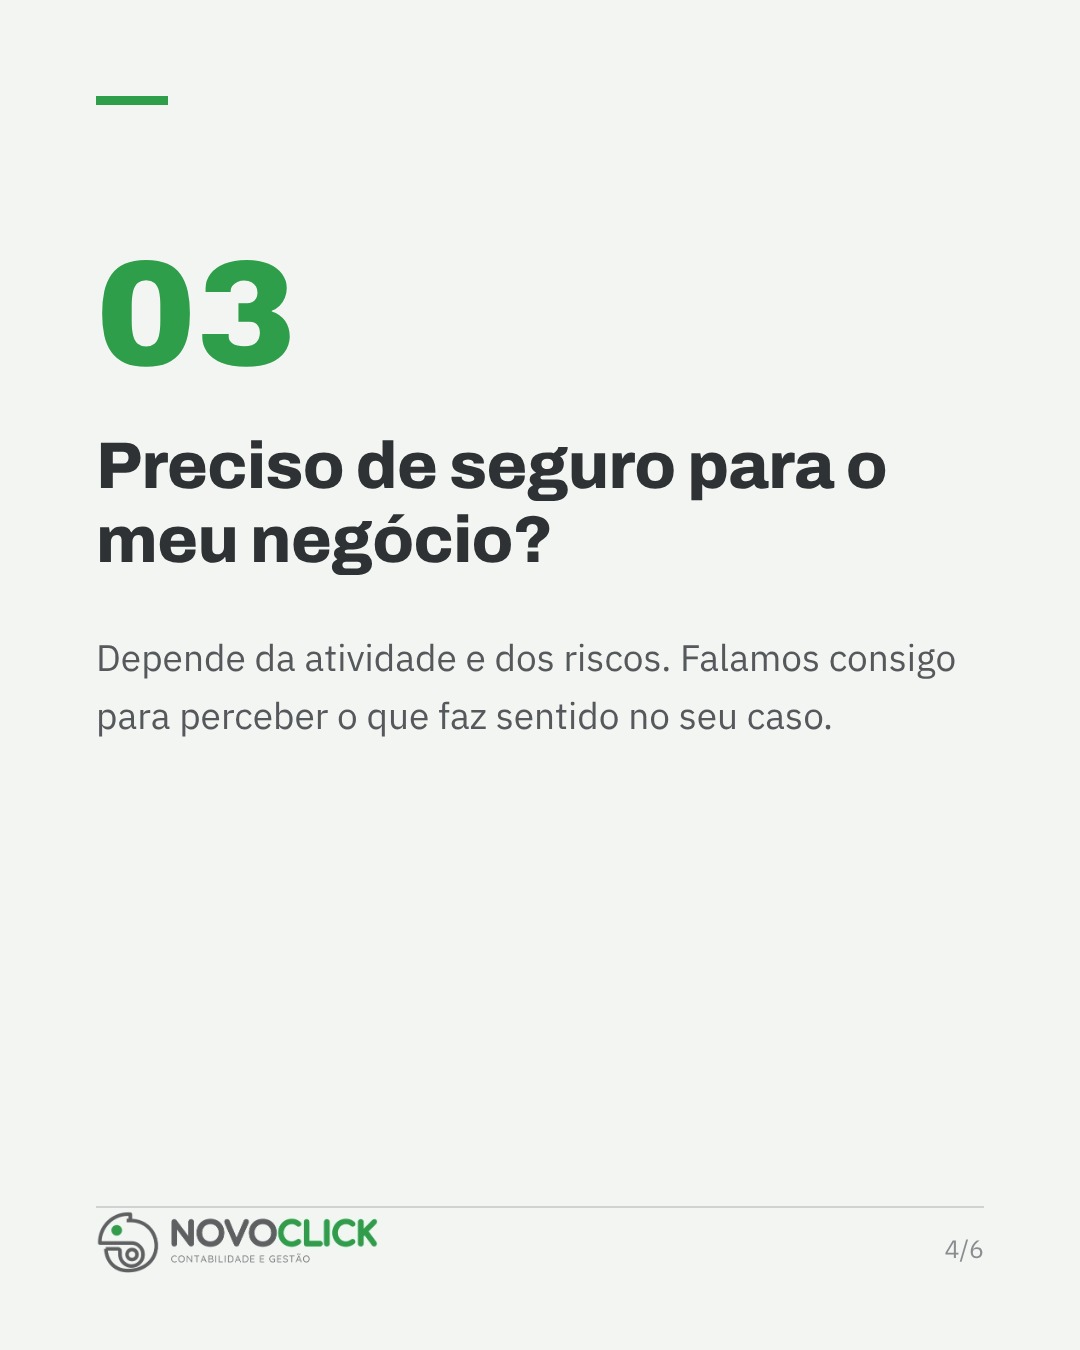 03
Preciso de seguro para o
meu negócio?
Depende da atividade e dos riscos. Falamos consigo
para perceber o que faz sentido no seu caso.
NOVOCLICK
CONTABILIDADE E GESTÃO
4/6